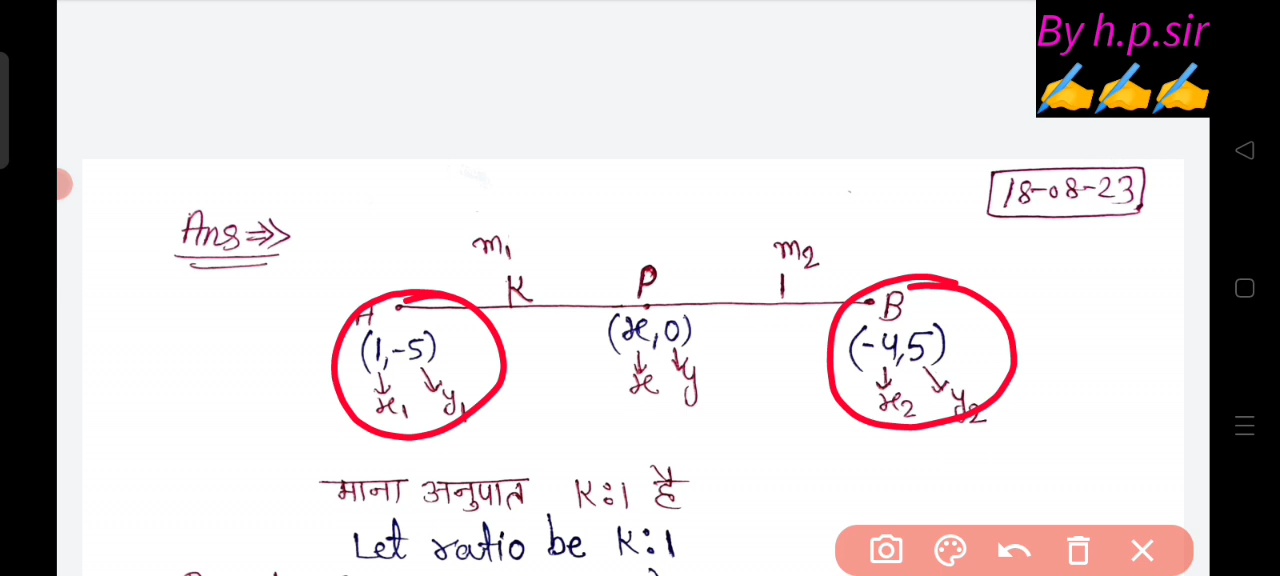 By h.p.sir
18-08-23
Ans ⇒>
m₁ m₂
K P 1
A B
(1,-5) (x,0) (-4,5)
x₁ y₁ x y x₂ y₂
माना अनुपात K:1 है
Let ratio be K:1